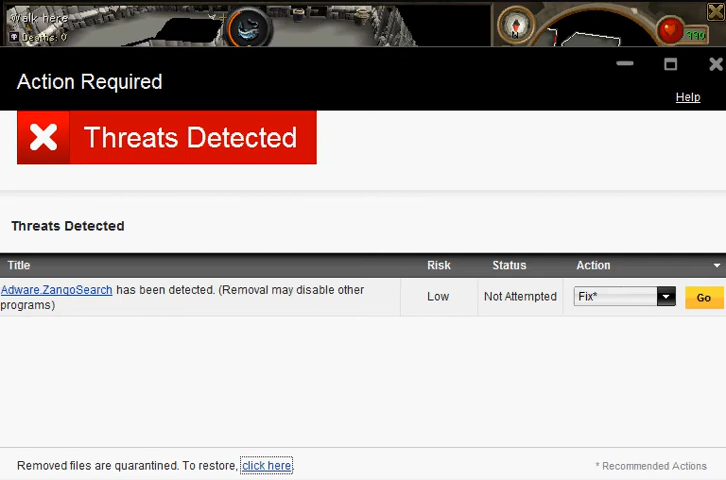 Walk here
Deaths: 0
990
Action Required
Help
Threats Detected
Threats Detected
Title Risk Status Action
Adware.ZangoSearch has been detected. (Removal may disable other programs) Low Not Attempted Fix* Go
Removed files are quarantined. To restore, click here.
* Recommended Actions